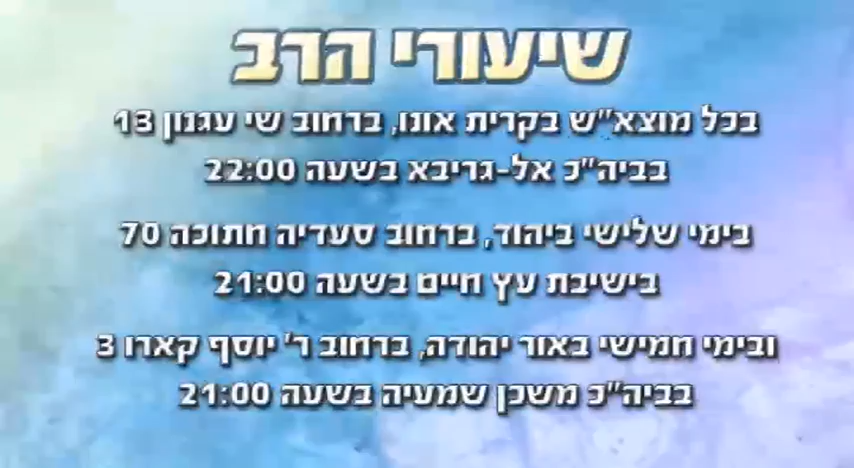 שיעורי הרב
בכל מוצא"ש בקרית אונו, ברחוב שי עגנון 13
בביה"כ אל-גריבא בשעה 22:00
בימי שלישי ביהוד, ברחוב סעדיה חתוכה 70
בישיבת עץ חיים בשעה 21:00
ובימי חמישי באור יהודה, ברחוב ר' יוסף קארו 3
בביה"כ משכן שמעיה בשעה 21:00